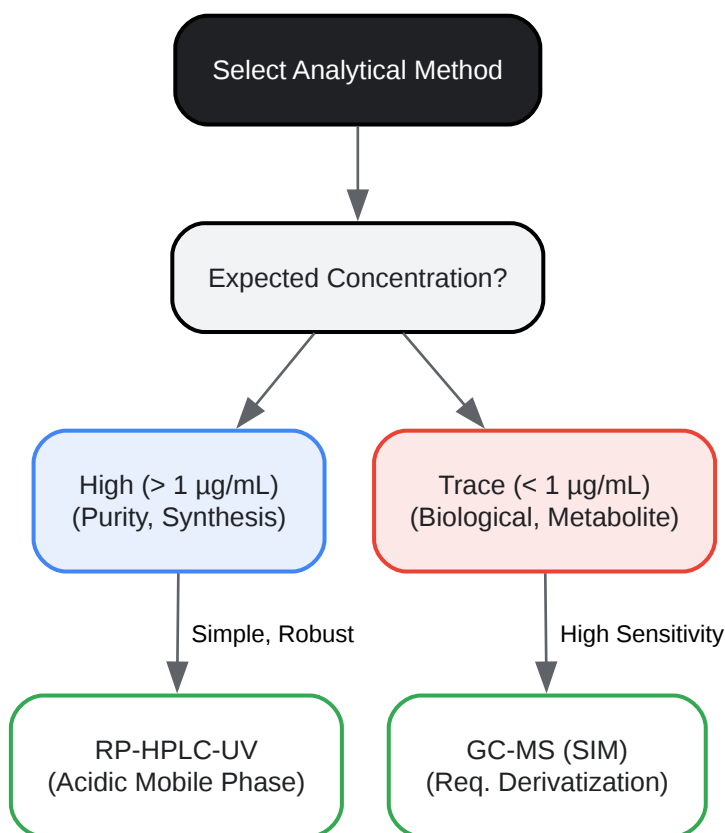 Select Analytical Method
Expected Concentration?
High (> 1 µg/mL)
(Purity, Synthesis)
Trace (< 1 µg/mL)
(Biological, Metabolite)
Simple, Robust
High Sensitivity
RP-HPLC-UV
(Acidic Mobile Phase)
GC-MS (SIM)
(Req. Derivatization)